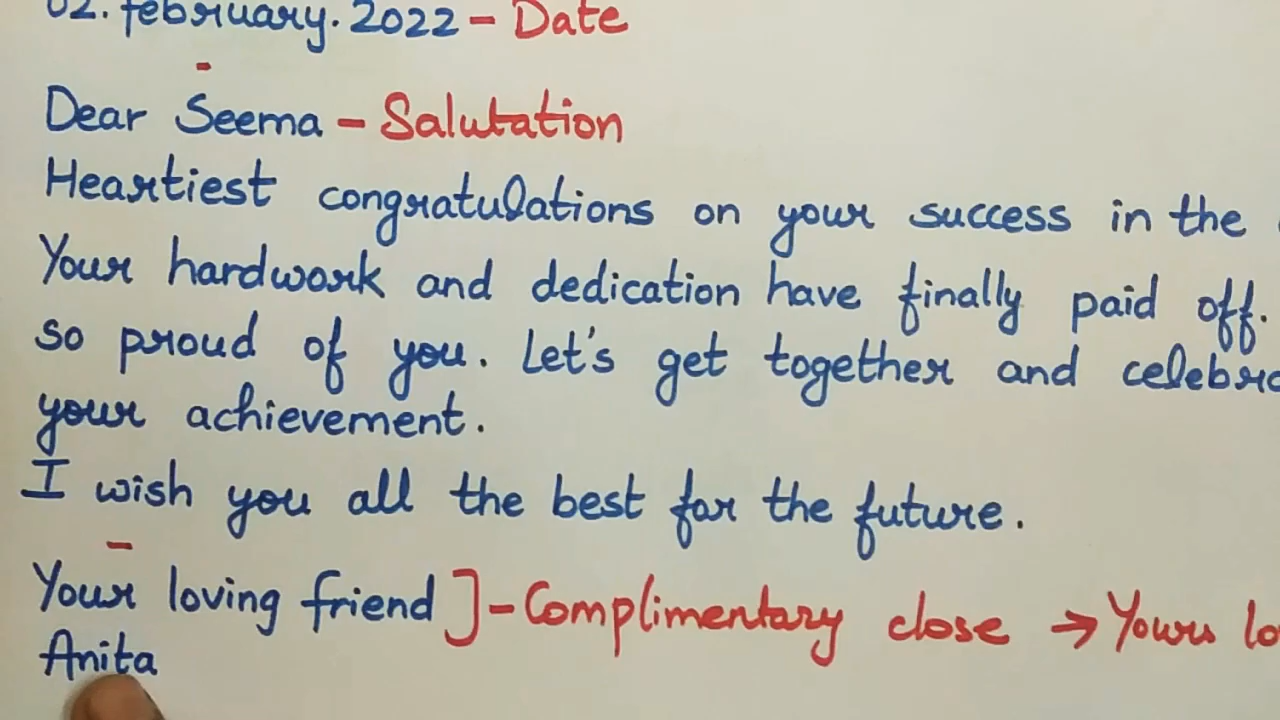 02. february. 2022 - Date
Dear Seema - Salutation
Heartiest congratulations on your success in the
Your hardwork and dedication have finally paid off.
so proud of you. Let's get together and celebra
your achievement.
I wish you all the best for the future.
Your loving friend ] - Complimentary close → Yours lo
Anita